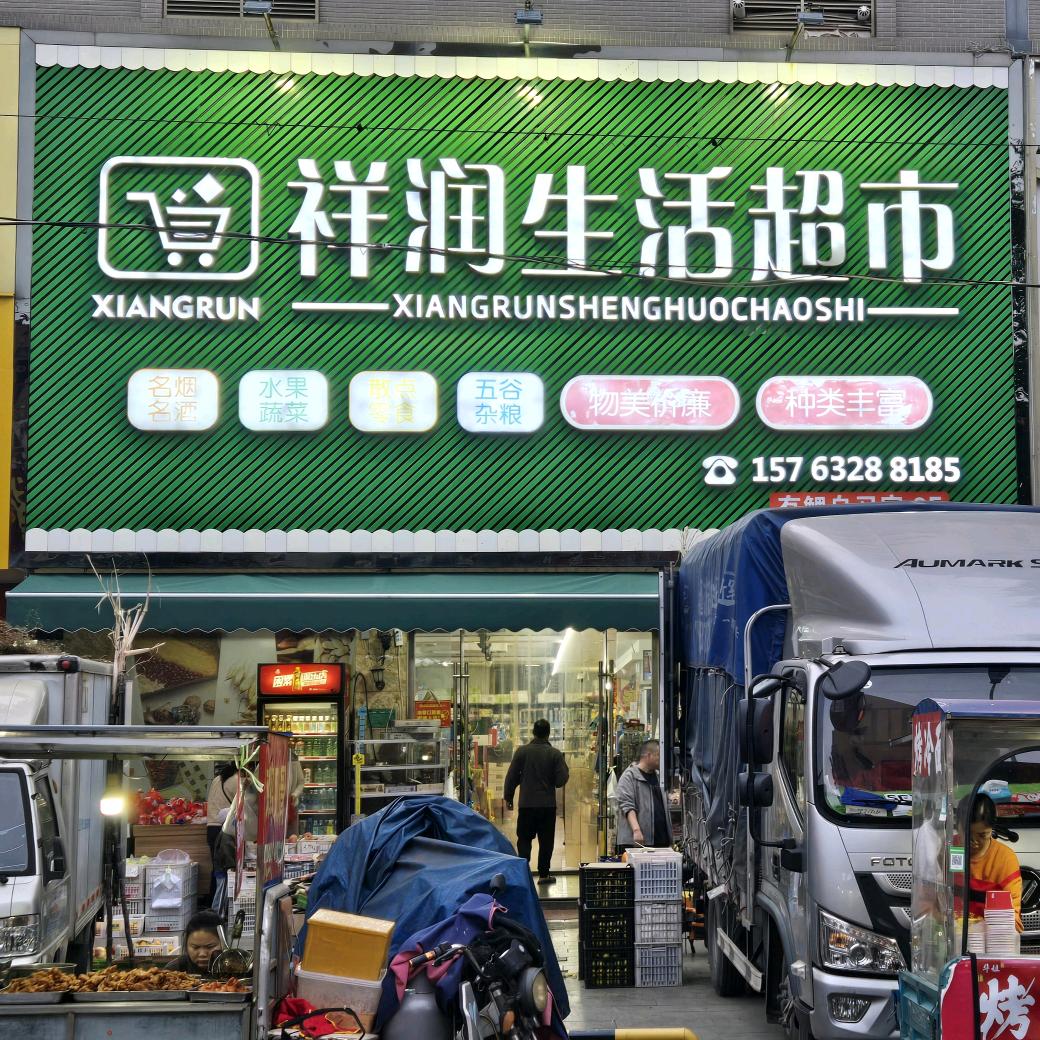 祥润生活超市
XIANGRUN
XIANGRUNSHENGHUOCHAOSHI
名烟
名酒
水果
蔬菜
散点
零食
五谷
杂粮
物美价廉
种类丰富
157 6328 8185
AUMARK S
FOTO
烤冷
烤